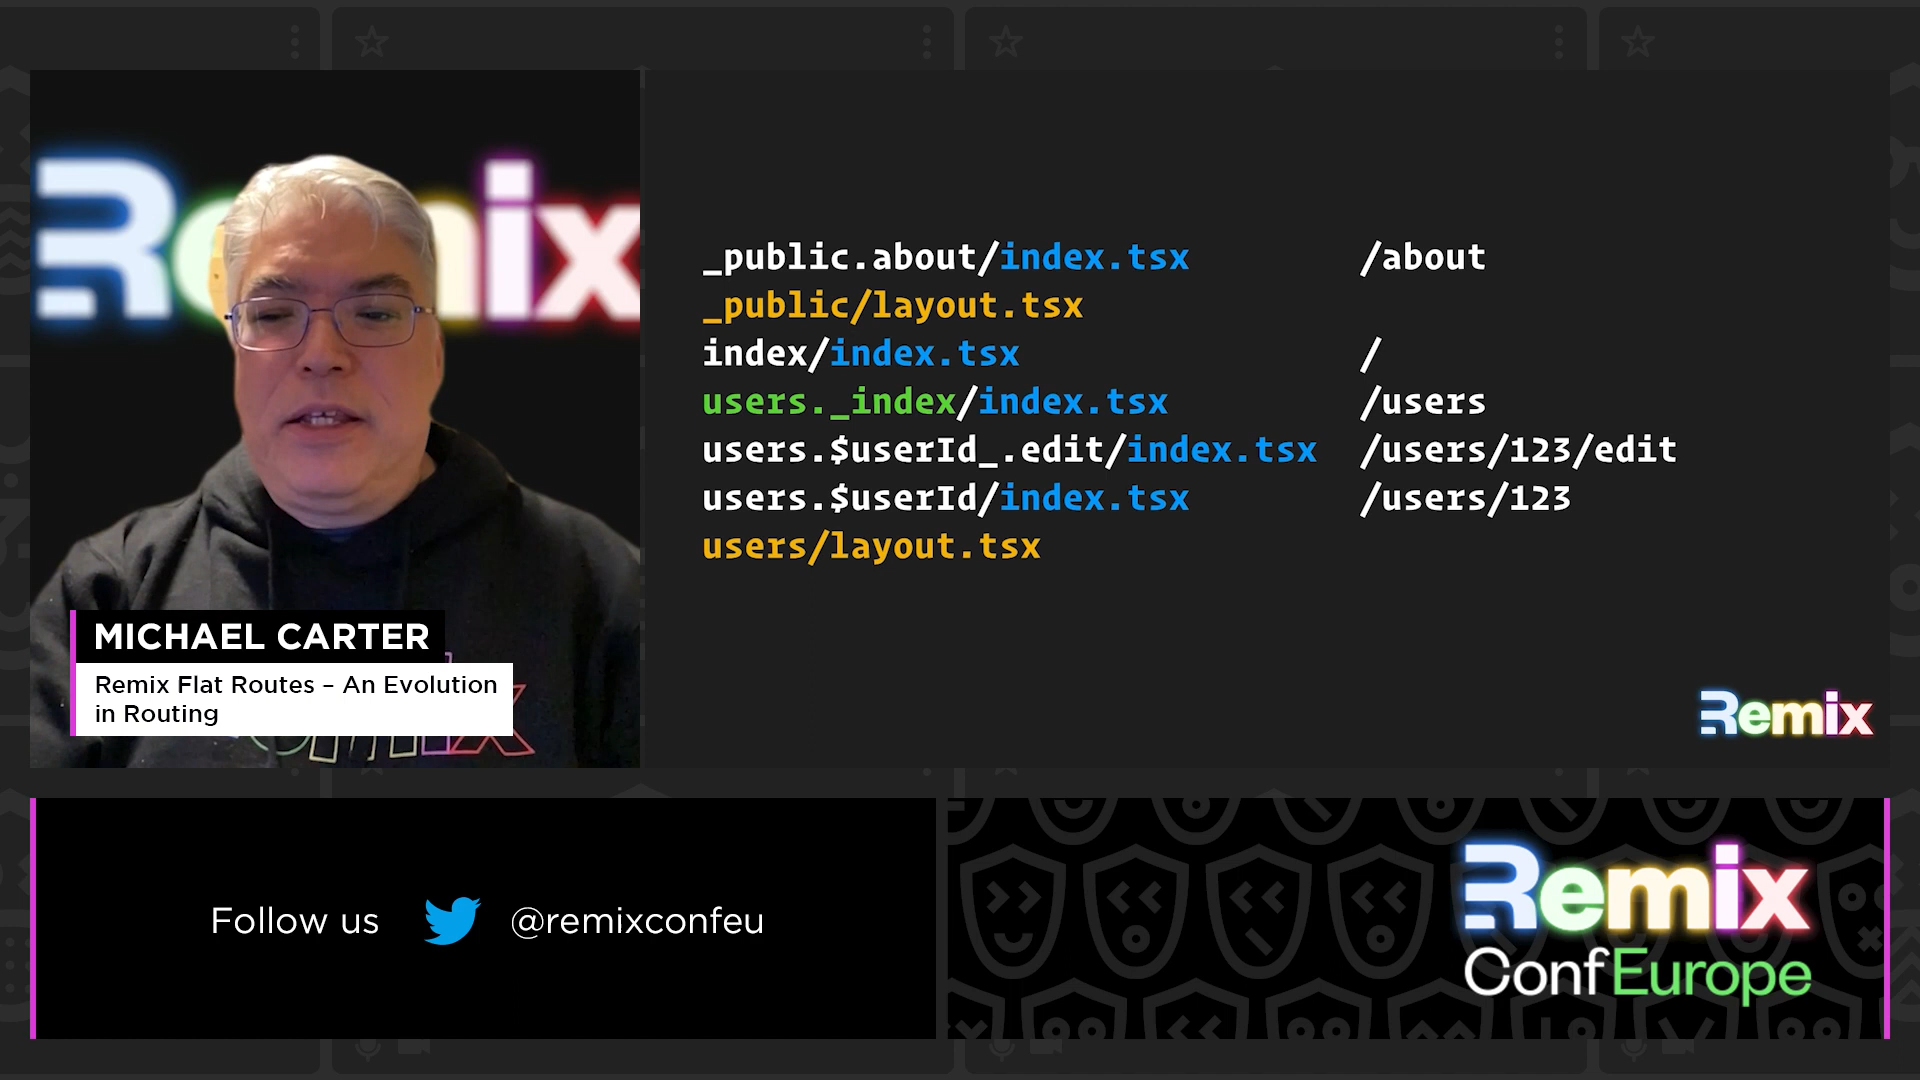 Remix
_public.about/index.tsx /about
_public/layout.tsx
index/index.tsx /
users._index/index.tsx /users
users.$userId_.edit/index.tsx /users/123/edit
users.$userId/index.tsx /users/123
users/layout.tsx
MICHAEL CARTER
Remix Flat Routes – An Evolution
in Routing
Remix
Remix
Follow us @remixconfeu
Remix
Conf Europe